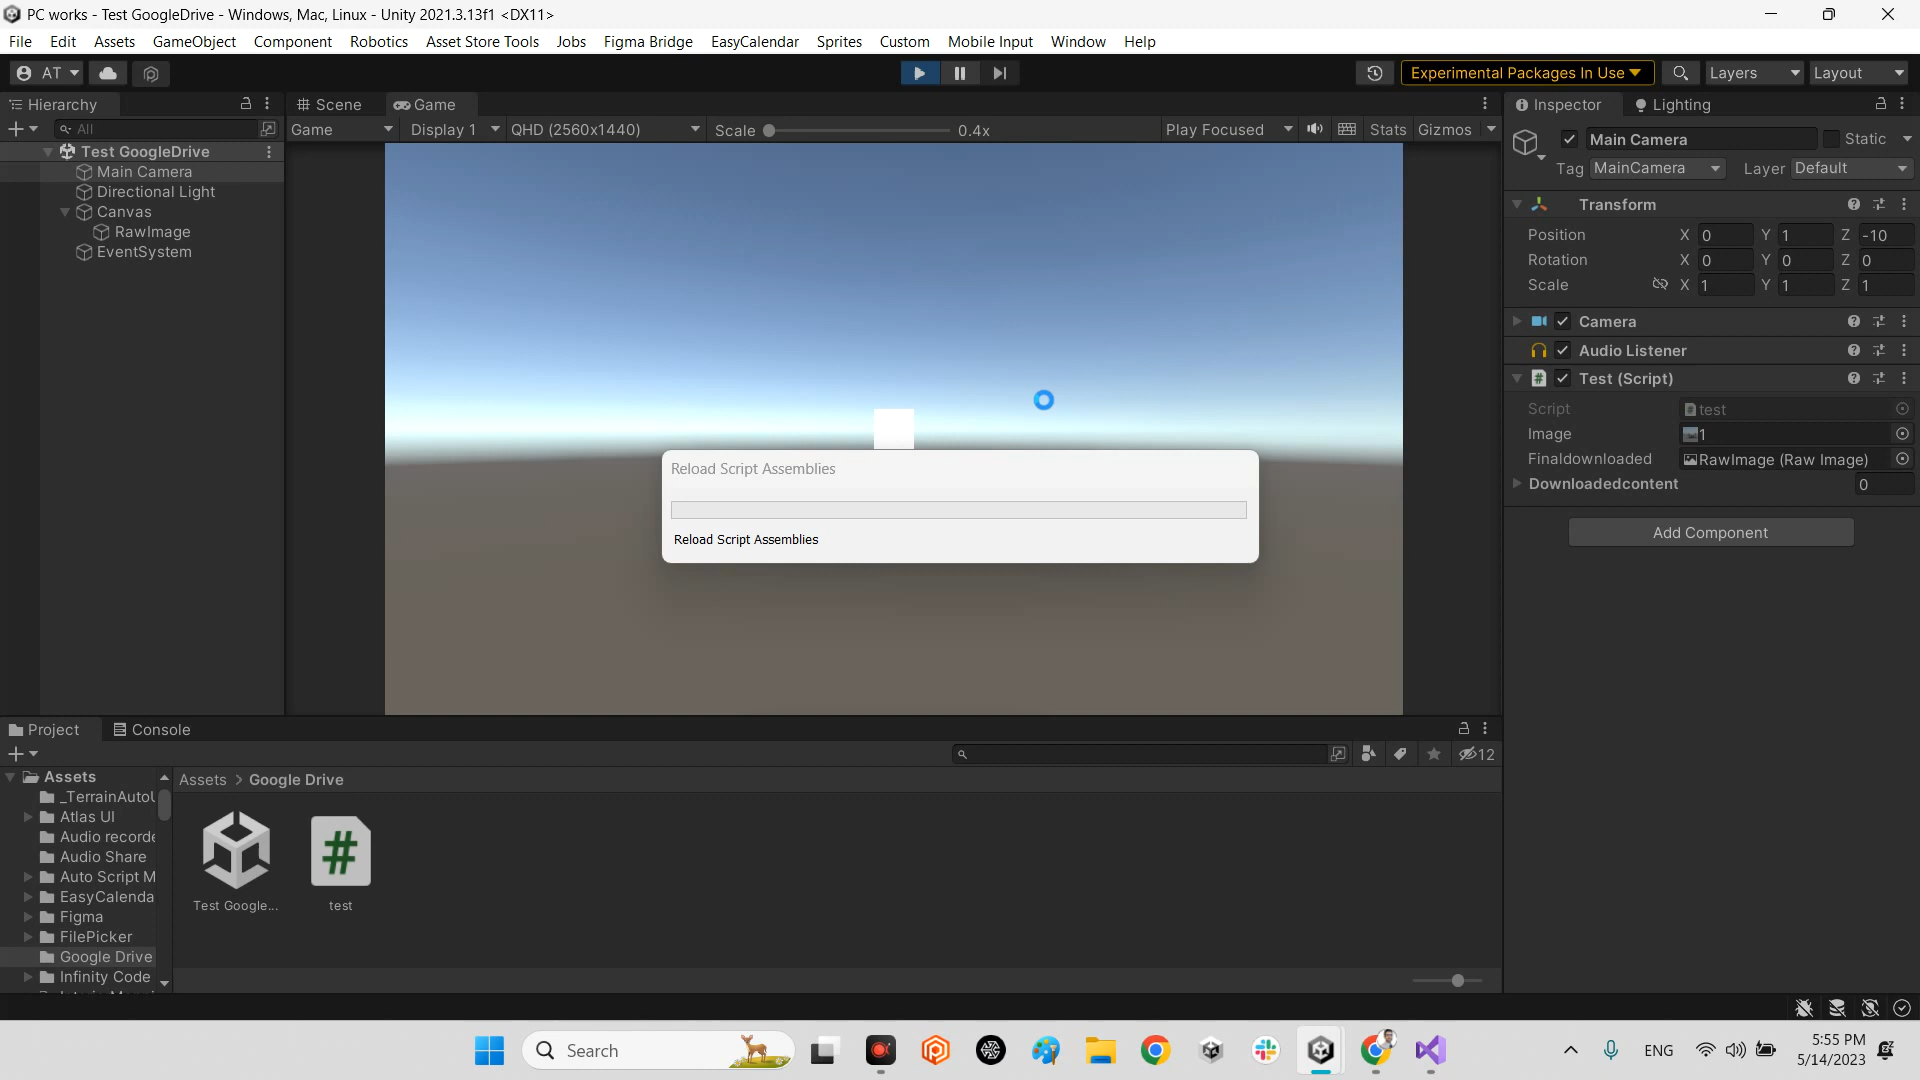 PC works - Test GoogleDrive - Windows, Mac, Linux - Unity 2021.3.13f1 <DX11>
File Edit Assets GameObject Component Robotics Asset Store Tools Jobs Figma Bridge EasyCalendar Sprites Custom Mobile Input Window Help
AT Experimental Packages In Use Layers Layout
Hierarchy
All
Test GoogleDrive
Main Camera
Directional Light
Canvas
RawImage
EventSystem
Scene Game
Game Display 1 QHD (2560x1440) Scale 0.4x Play Focused Stats Gizmos
Reload Script Assemblies
Reload Script Assemblies
Inspector Lighting
Main Camera Static
Tag MainCamera Layer Default
Transform
Position X 0 Y 1 Z -10
Rotation X 0 Y 0 Z 0
Scale X 1 Y 1 Z 1
Camera
Audio Listener
# Test (Script)
Script test
Image 1
Finaldownloaded RawImage (Raw Image)
Downloadedcontent 0
Add Component
Project Console
12
Assets
_TerrainAutoU
Atlas UI
Audio recorde
Audio Share
Auto Script M
EasyCalenda
Figma
FilePicker
Google Drive
Infinity Code
Assets > Google Drive
#
Test Google...
test
Search
ENG
5:55 PM
5/14/2023